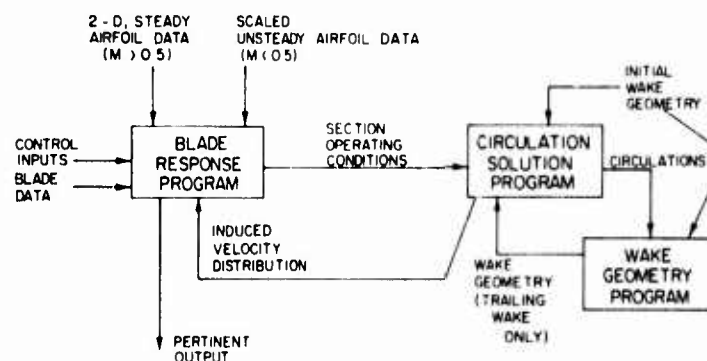 2-D, STEADY
AIRFOIL DATA
(M > 0.5)
SCALED
UNSTEADY AIRFOIL DATA
(M < 0.5)
INITIAL
WAKE
GEOMETRY
CONTROL
INPUTS
BLADE
DATA
BLADE
RESPONSE
PROGRAM
SECTION
OPERATING
CONDITIONS
CIRCULATION
SOLUTION
PROGRAM
CIRCULATIONS
INDUCED
VELOCITY
DISTRIBUTION
WAKE
GEOMETRY
(TRAILING
WAKE
ONLY)
WAKE
GEOMETRY
PROGRAM
PERTINENT
OUTPUT